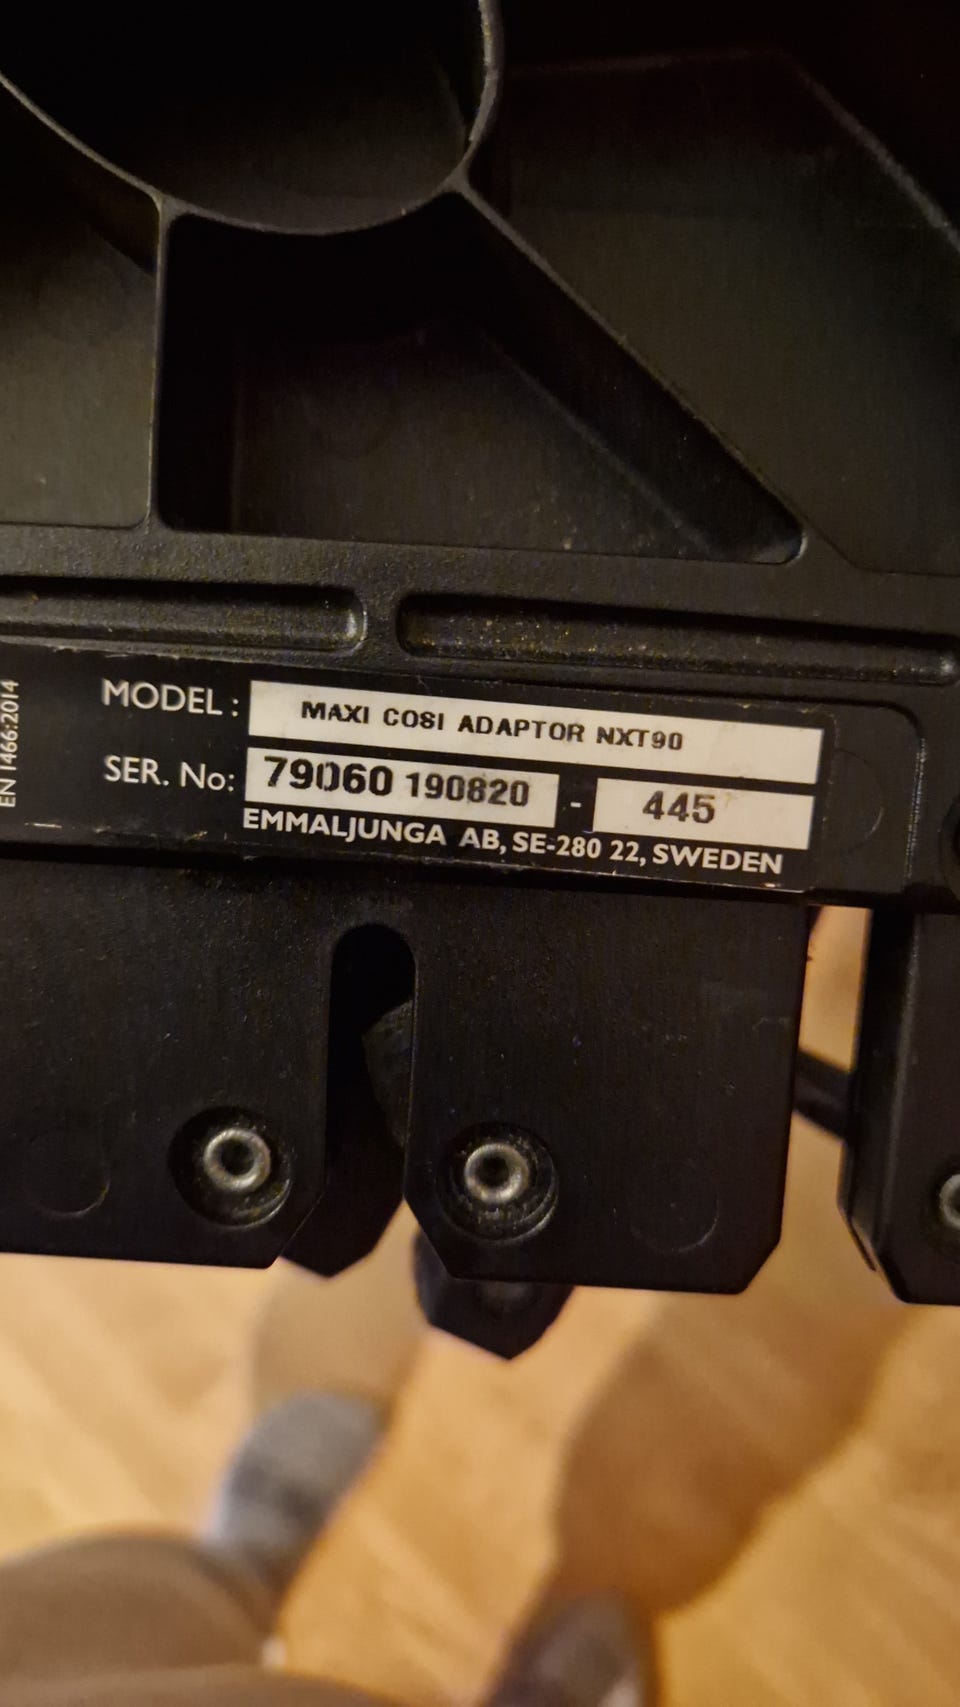 EN 1466:2014
MODEL : MAXI COSI ADAPTOR NXT90
SER. No: 79060 190820 - 445
EMMALJUNGA AB, SE-280 22, SWEDEN